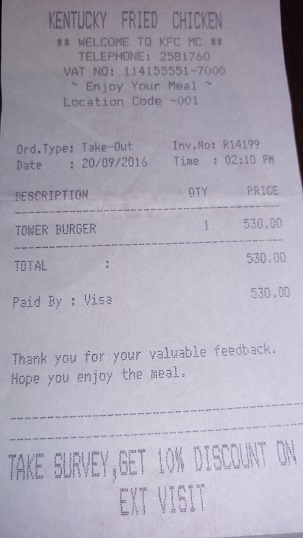 KENTUCKY FRIED CHICKEN
** WELCOME TO KFC MC **
TELEPHONE: 2581760
VAT NO: 114155551-7000
~ Enjoy Your Meal ~
Location Code -001
Ord.Type: Take-Out Inv.No: R14199
Date : 20/09/2016 Time : 02:10 PM
DESCRIPTION QTY PRICE
TOWER BURGER 1 530.00
TOTAL : 530.00
Paid By : Visa 530.00
Thank you for your valuable feedback.
Hope you enjoy the meal.
TAKE SURVEY,GET 10% DISCOUNT ON
EXT VISIT